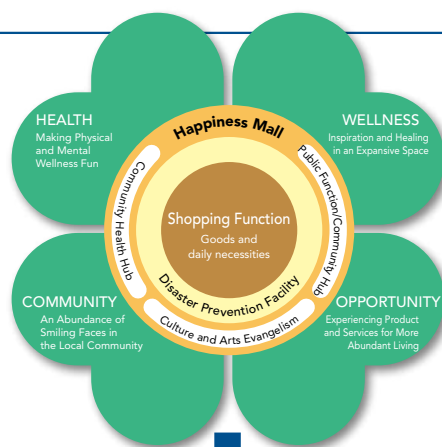 HEALTH
Making Physical
and Mental
Wellness Fun
WELLNESS
Inspiration and Healing
in an Expansive Space
Happiness Mall
Community Health Hub
Public Function/Community Hub
Shopping Function
Goods and
daily necessities
Disaster Prevention Facility
Culture and Arts Evangelism
COMMUNITY
An Abundance of
Smiling Faces in
the Local Community
OPPORTUNITY
Experiencing Product
and Services for More
Abundant Living